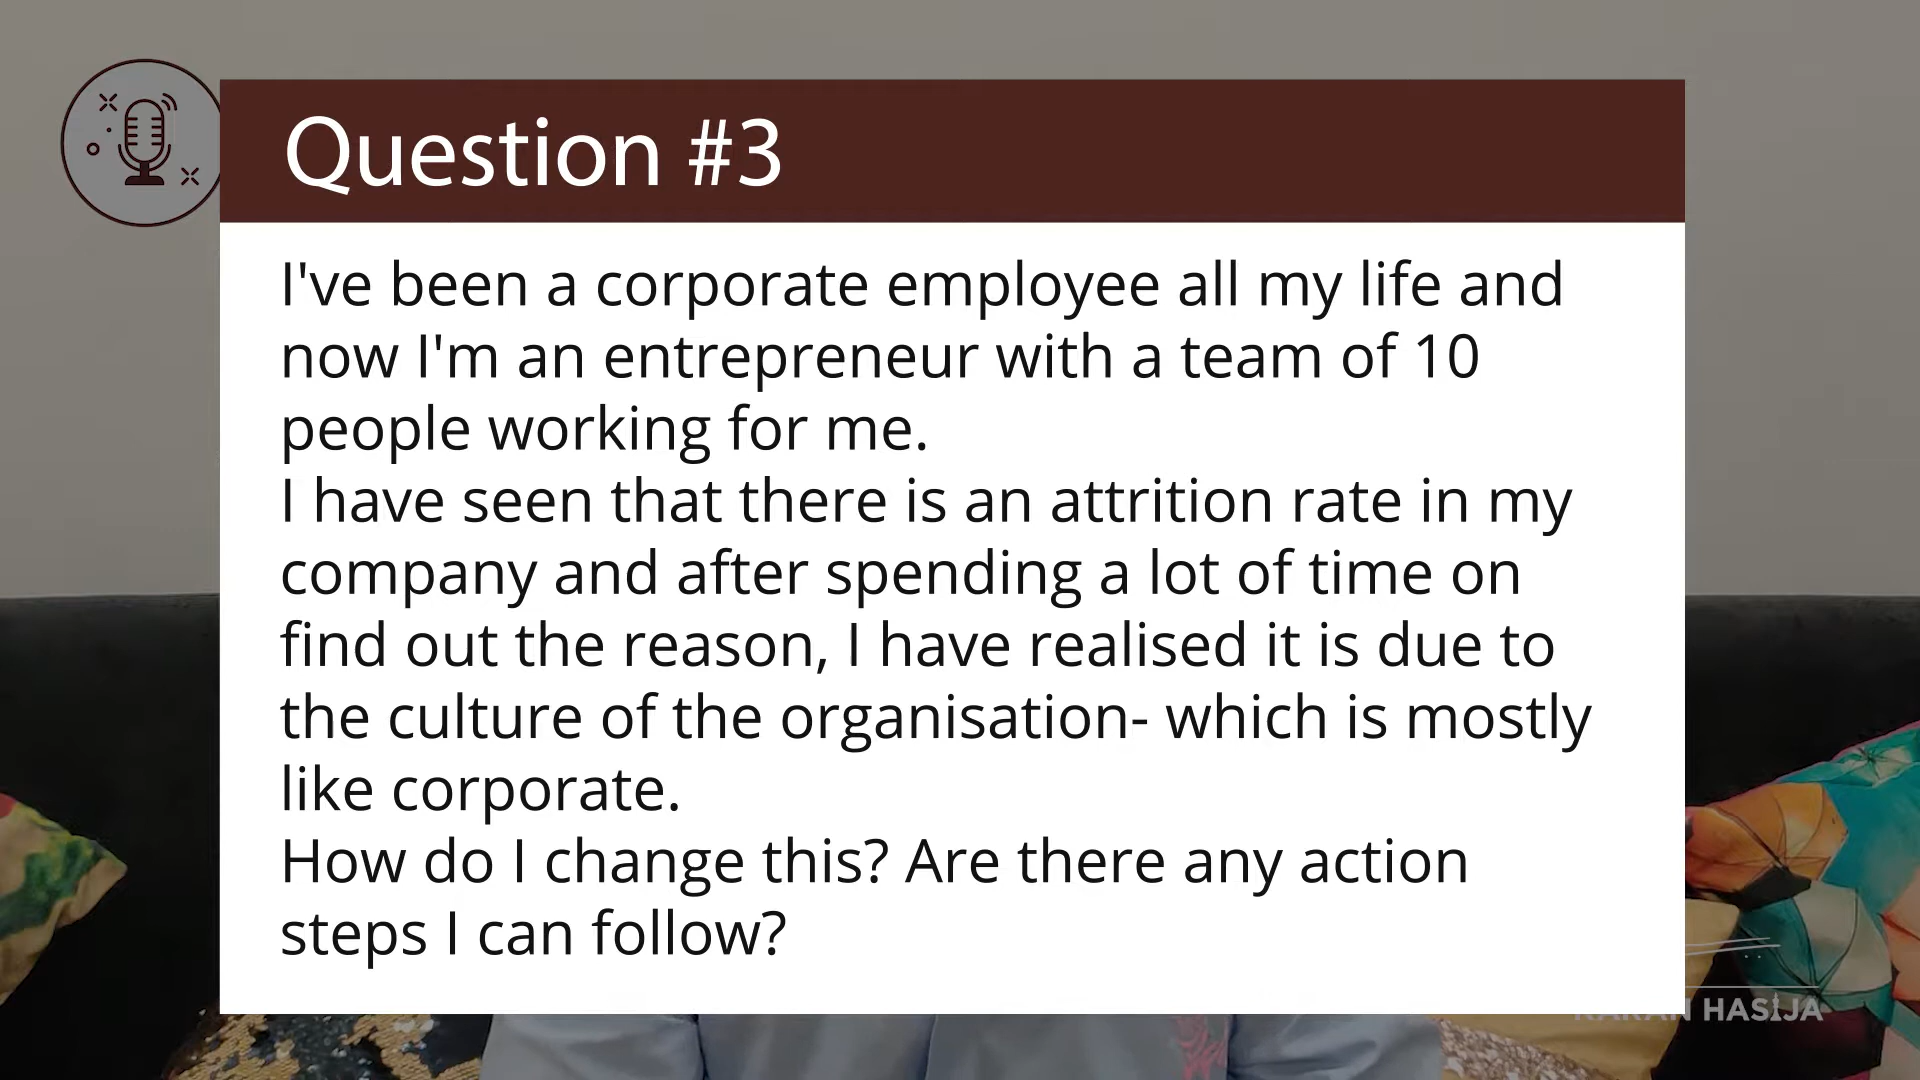 Question #3
I've been a corporate employee all my life and
now I'm an entrepreneur with a team of 10
people working for me.
I have seen that there is an attrition rate in my
company and after spending a lot of time on
find out the reason, I have realised it is due to
the culture of the organisation- which is mostly
like corporate.
How do I change this? Are there any action
steps I can follow?
HASIJA